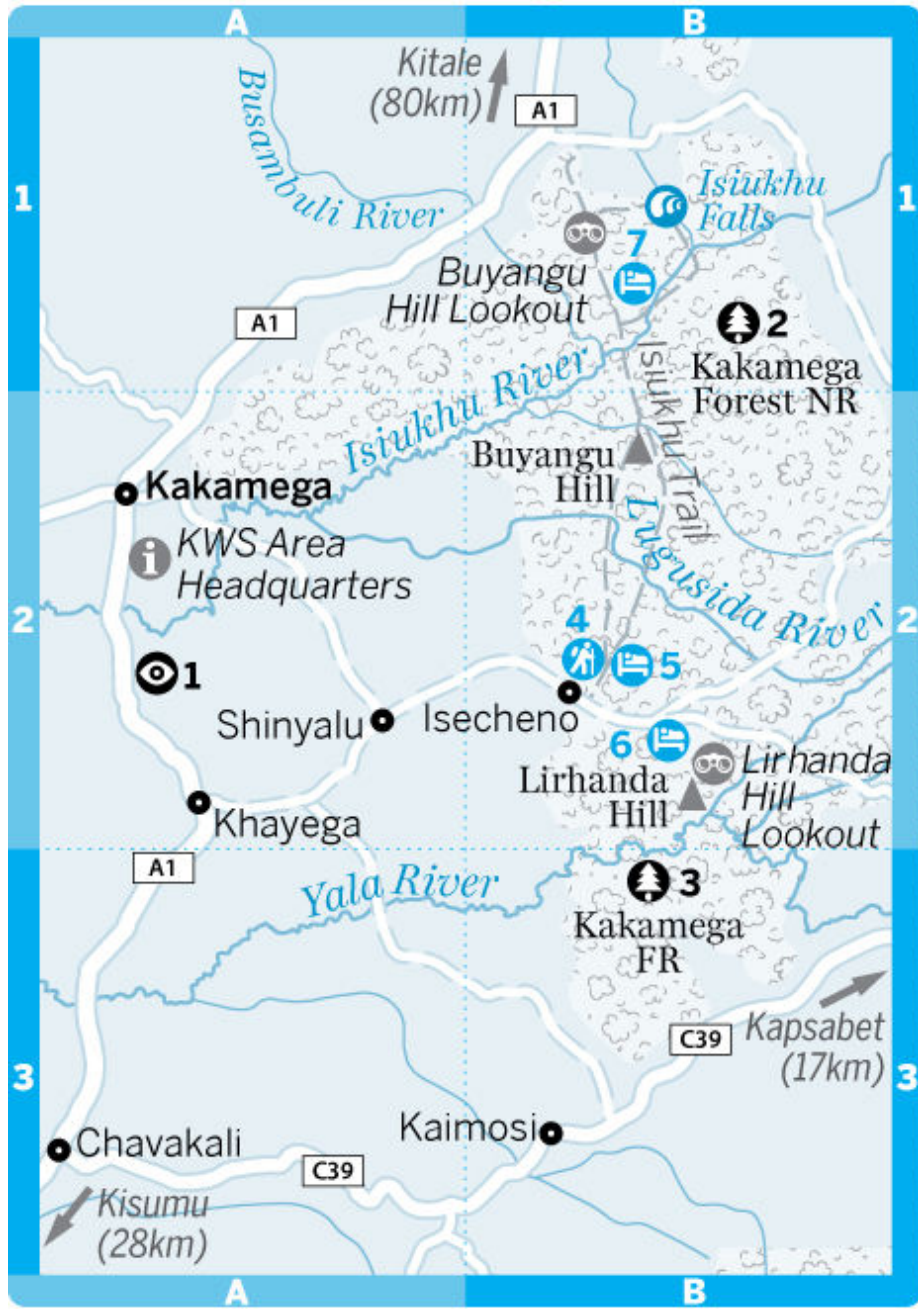 A
B
Kitale
(80km)
A1
Busambuli River
1
1
Isiukhu
Falls
7
Buyangu
Hill Lookout
A1
2
Kakamega
Forest NR
Isiukhu River
Isiukhu Trail
Buyangu
Hill
Kakamega
KWS Area
Headquarters
Lugusida River
2
2
4
5
1
Shinyalu
Isecheno
6
Lirhanda
Hill
Lirhanda
Hill
Lookout
Khayega
A1
Yala River
3
Kakamega
FR
Kapsabet
(17km)
C39
3
3
Kaimosi
Chavakali
C39
Kisumu
(28km)
A
B